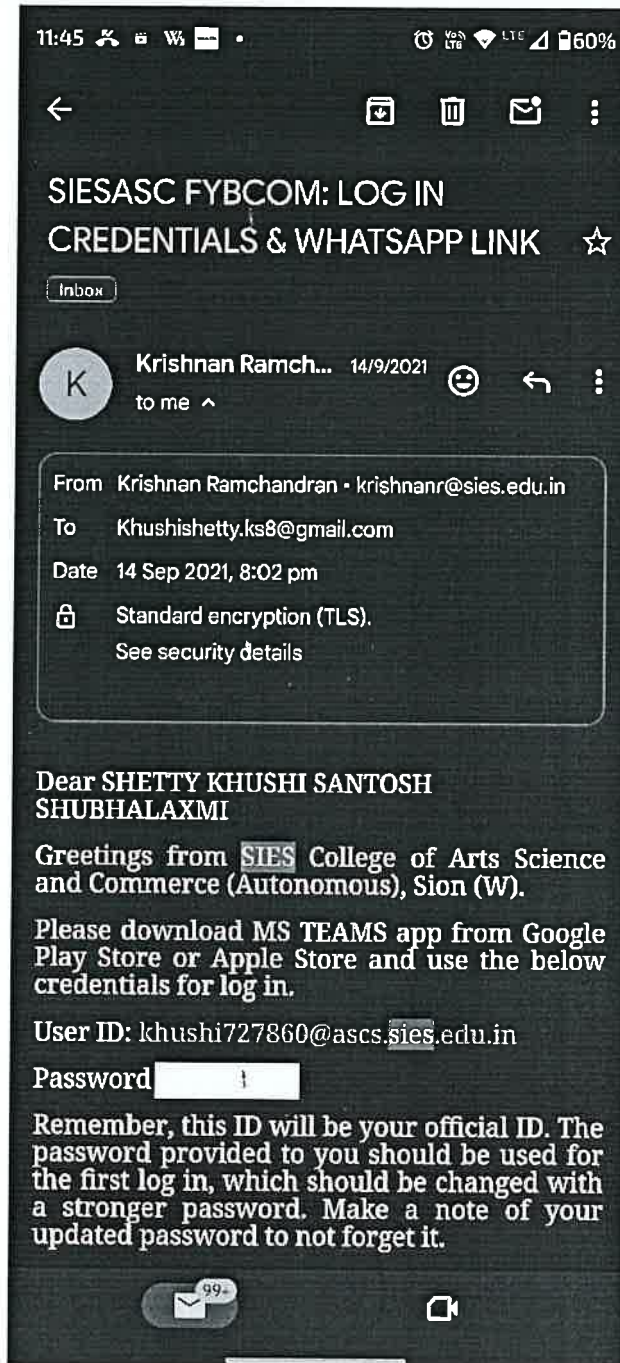 11:45
LTE 60%
SIESASC FYBCOM: LOG IN
CREDENTIALS & WHATSAPP LINK
Inbox
K
Krishnan Ramch... 14/9/2021
to me
From Krishnan Ramchandran • krishnanr@sies.edu.in
To Khushishetty.ks8@gmail.com
Date 14 Sep 2021, 8:02 pm
Standard encryption (TLS).
See security details
Dear SHETTY KHUSHI SANTOSH
SHUBHALAXMI
Greetings from SIES College of Arts Science
and Commerce (Autonomous), Sion (W).
Please download MS TEAMS app from Google
Play Store or Apple Store and use the below
credentials for log in.
User ID: khushi727860@ascs.sies.edu.in
Password
Remember, this ID will be your official ID. The
password provided to you should be used for
the first log in, which should be changed with
a stronger password. Make a note of your
updated password to not forget it.
99+